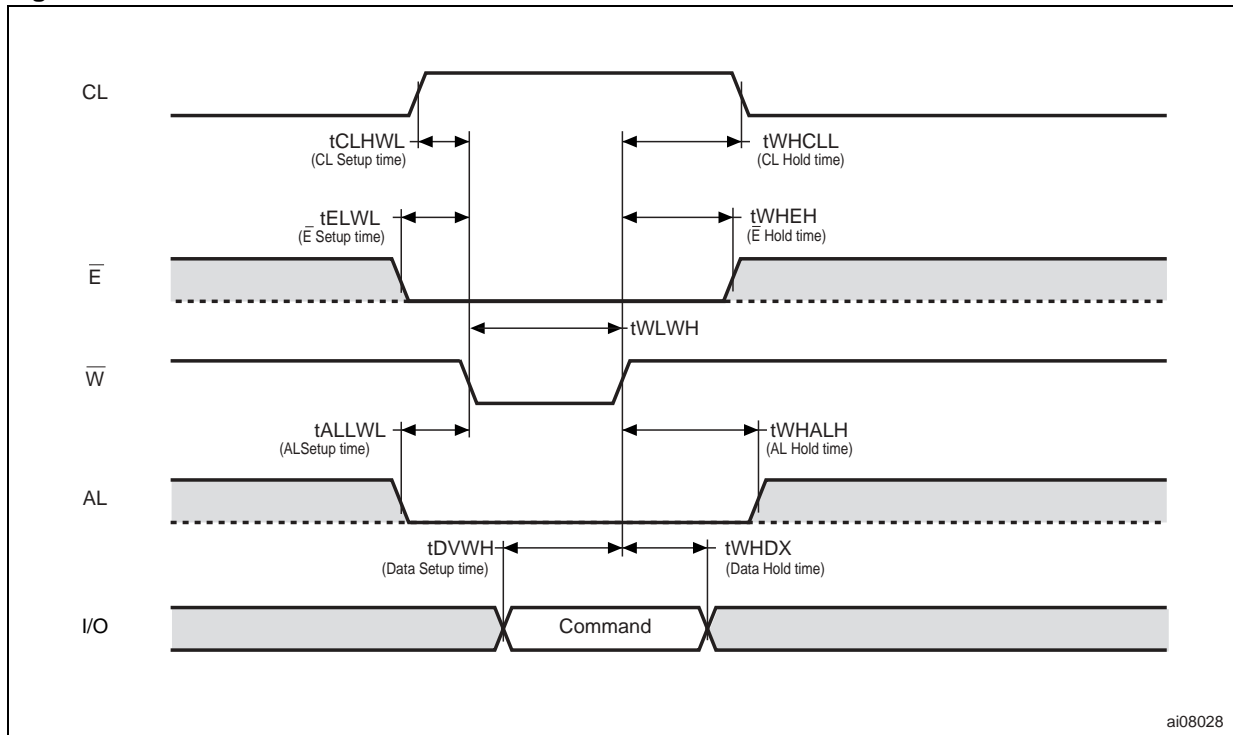 CL
tCLHWL
(CL Setup time)
tWHCLL
(CL Hold time)
tELWL
(E̅ Setup time)
tWHEH
(E̅ Hold time)
E̅
tWLWH
W̅
tALLWL
(ALSetup time)
tWHALH
(AL Hold time)
AL
tDVWH
(Data Setup time)
tWHDX
(Data Hold time)
I/O
Command
ai08028